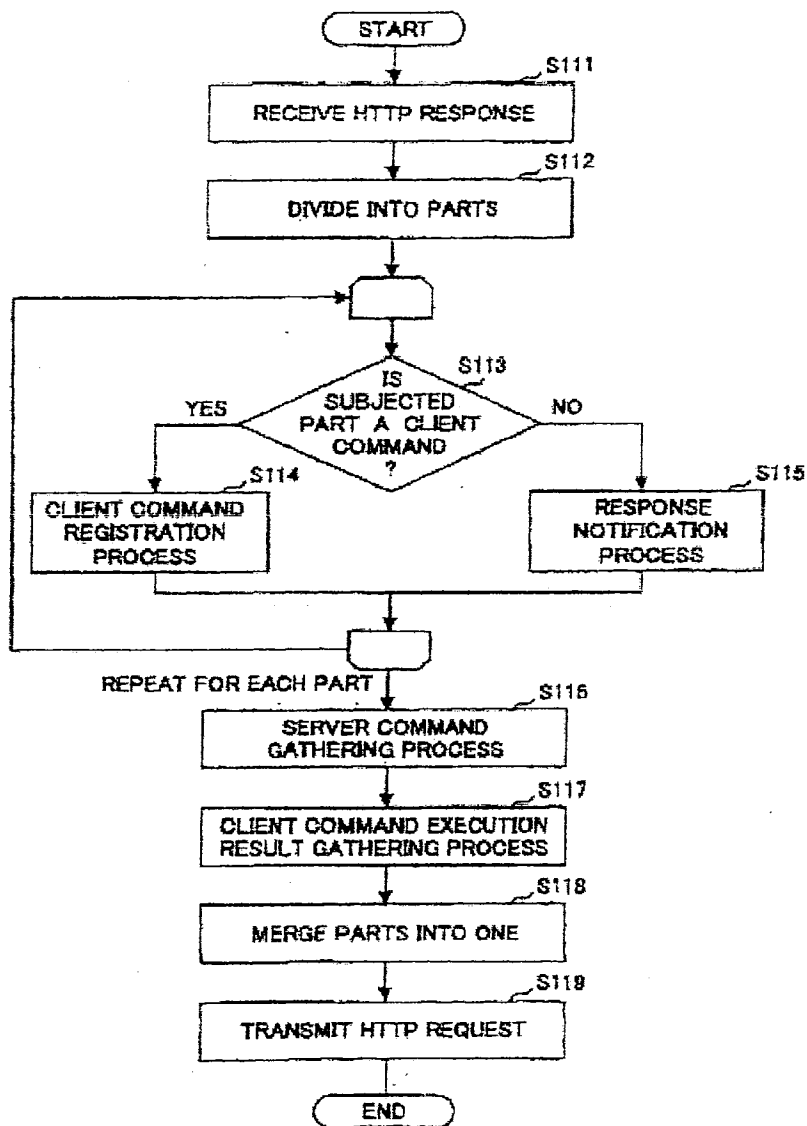 START
S111
RECEIVE HTTP RESPONSE
S112
DIVIDE INTO PARTS
S113
IS
SUBJECTED
PART A CLIENT
COMMAND
?
YES
NO
S114
CLIENT COMMAND
REGISTRATION
PROCESS
S115
RESPONSE
NOTIFICATION
PROCESS
REPEAT FOR EACH PART
S116
SERVER COMMAND
GATHERING PROCESS
S117
CLIENT COMMAND EXECUTION
RESULT GATHERING PROCESS
S118
MERGE PARTS INTO ONE
S119
TRANSMIT HTTP REQUEST
END